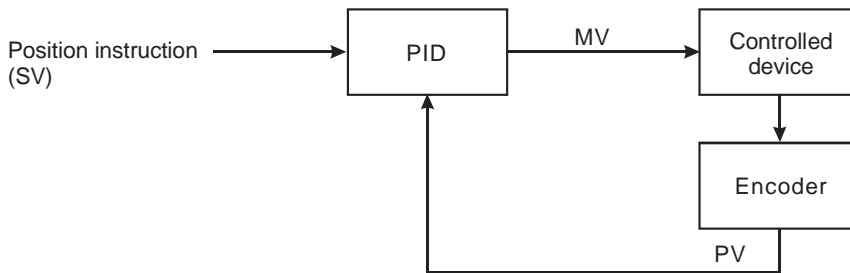 Position instruction
(SV)
PID
MV
Controlled
device
Encoder
PV